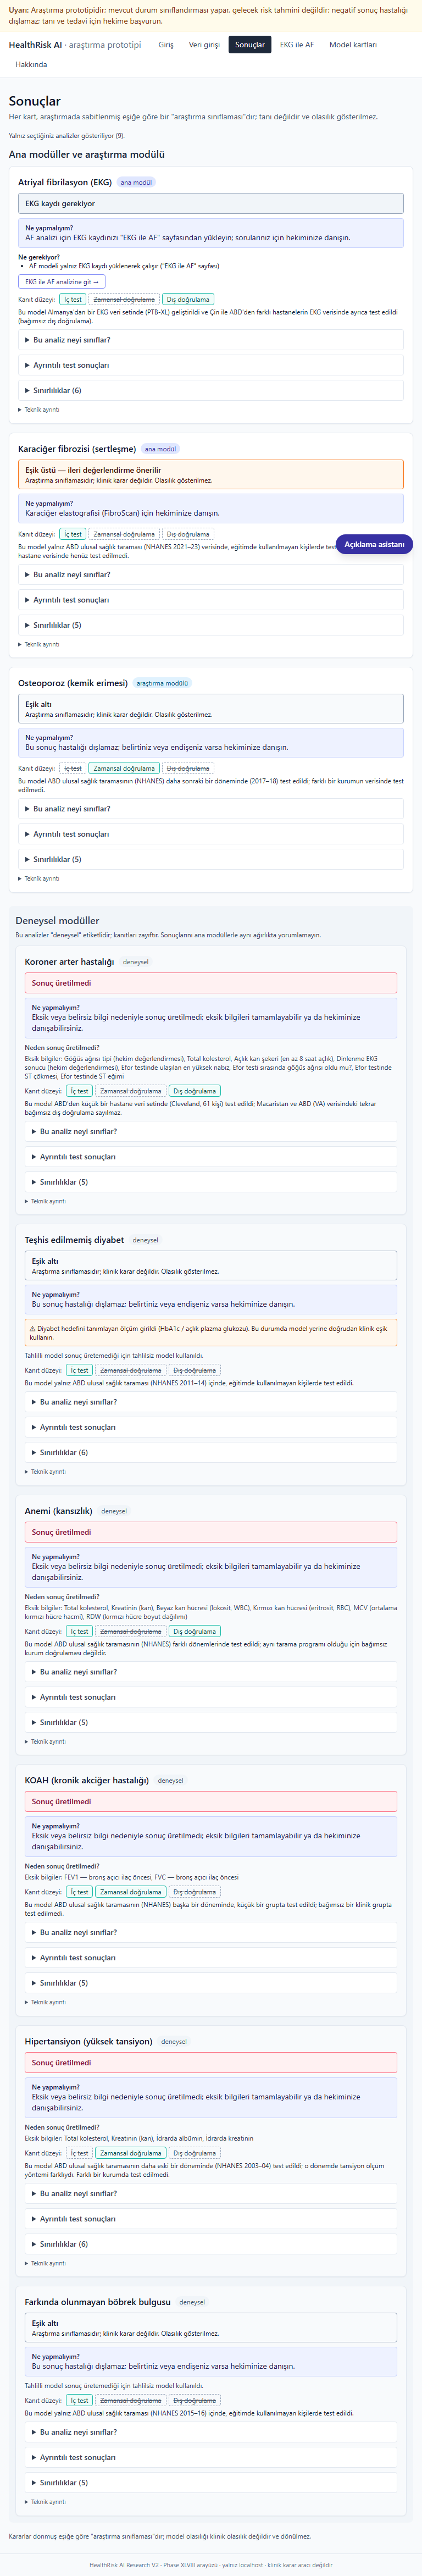 Uyarı: Araştırma prototipidir; mevcut durum sınıflandırması yapar, gelecek risk tahmini değildir; negatif sonuç hastalığı
dışlamaz; tanı ve tedavi için hekime başvurun.
HealthRisk AI · araştırma prototipi
Giriş
Veri girişi
Sonuçlar
EKG ile AF
Model kartları
Hakkında
Sonuçlar
Her kart, araştırmada sabitlenmiş eşiğe göre bir "araştırma sınıflaması"dır; tanı değildir ve olasılık gösterilmez.
Yalnız seçtiğiniz analizler gösteriliyor (9).
Ana modüller ve araştırma modülü
Atriyal fibrilasyon (EKG) ana modül
EKG kaydı gerekiyor
Ne yapmalıyım?
AF analizi için EKG kaydınızı "EKG ile AF" sayfasından yükleyin; sorularınız için hekiminize danışın.
Ne gerekiyor?
• AF modeli yalnız EKG kaydı yüklenerek çalışır ("EKG ile AF" sayfası)
EKG ile AF analizine git →
Kanıt düzeyi: İç test Zamansal doğrulama Dış doğrulama
Bu model Almanya'dan bir EKG veri setinde (PTB-XL) geliştirildi ve Çin ile ABD'den farklı hastanelerin EKG verisinde ayrıca test edildi
(bağımsız dış doğrulama).
▶ Bu analiz neyi sınıflar?
▶ Ayrıntılı test sonuçları
▶ Sınırlılıklar (6)
▶ Teknik ayrıntı
Karaciğer fibrozisi (sertleşme) ana modül
Eşik üstü — ileri değerlendirme önerilir
Araştırma sınıflamasıdır; klinik karar değildir. Olasılık gösterilmez.
Ne yapmalıyım?
Karaciğer elastografisi (FibroScan) için hekiminize danışın.
Kanıt düzeyi: İç test Zamansal doğrulama Dış doğrulama
Açıklama asistanı
Bu model yalnız ABD ulusal sağlık taraması (NHANES 2021–23) verisinde, eğitimde kullanılmayan kişilerde test
hastane verisinde henüz test edilmedi.
▶ Bu analiz neyi sınıflar?
▶ Ayrıntılı test sonuçları
▶ Sınırlılıklar (5)
▶ Teknik ayrıntı
Osteoporoz (kemik erimesi) araştırma modülü
Eşik altı
Araştırma sınıflamasıdır; klinik karar değildir. Olasılık gösterilmez.
Ne yapmalıyım?
Bu sonuç hastalığı dışlamaz; belirtiniz veya endişeniz varsa hekiminize danışın.
Kanıt düzeyi: İç test Zamansal doğrulama Dış doğrulama
Bu model ABD ulusal sağlık taramasının (NHANES) daha sonraki bir döneminde (2017–18) test edildi; farklı bir kurumun verisinde test
edilmedi.
▶ Bu analiz neyi sınıflar?
▶ Ayrıntılı test sonuçları
▶ Sınırlılıklar (5)
▶ Teknik ayrıntı
Deneysel modüller
Bu analizler "deneysel" etiketlidir; kanıtları zayıftır. Sonuçlarını ana modüllerle aynı ağırlıkta yorumlamayın.
Koroner arter hastalığı deneysel
Sonuç üretilmedi
Ne yapmalıyım?
Eksik veya belirsiz bilgi nedeniyle sonuç üretilmedi; eksik bilgileri tamamlayabilir ya da hekiminize
danışabilirsiniz.
Neden sonuç üretilmedi?
Eksik bilgiler: Göğüs ağrısı tipi (hekim değerlendirmesi), Total kolesterol, Açlık kan şekeri (en az 8 saat açlık), Dinlenme EKG
sonucu (hekim değerlendirmesi), Efor testinde ulaşılan en yüksek nabız, Efor testi sırasında göğüs ağrısı oldu mu?, Efor testinde
ST çökmesi, Efor testinde ST eğimi
Kanıt düzeyi: İç test Zamansal doğrulama Dış doğrulama
Bu model ABD'den küçük bir hastane veri setinde (Cleveland, 61 kişi) test edildi; Macaristan ve ABD (VA) verisindeki tekrar
bağımsız dış doğrulama sayılmaz.
▶ Bu analiz neyi sınıflar?
▶ Ayrıntılı test sonuçları
▶ Sınırlılıklar (5)
▶ Teknik ayrıntı
Teşhis edilmemiş diyabet deneysel
Eşik altı
Araştırma sınıflamasıdır; klinik karar değildir. Olasılık gösterilmez.
Ne yapmalıyım?
Bu sonuç hastalığı dışlamaz; belirtiniz veya endişeniz varsa hekiminize danışın.
⚠ Diyabet hedefini tanımlayan ölçüm girildi (HbA1c / açlık plazma glukozu). Bu durumda model yerine doğrudan klinik eşik
kullanın.
Tahlilli model sonuç üretemediği için tahlilsiz model kullanıldı.
Kanıt düzeyi: İç test Zamansal doğrulama Dış doğrulama
Bu model yalnız ABD ulusal sağlık taraması (NHANES 2011–14) içinde, eğitimde kullanılmayan kişilerde test edildi.
▶ Bu analiz neyi sınıflar?
▶ Ayrıntılı test sonuçları
▶ Sınırlılıklar (6)
▶ Teknik ayrıntı
Anemi (kansızlık) deneysel
Sonuç üretilmedi
Ne yapmalıyım?
Eksik veya belirsiz bilgi nedeniyle sonuç üretilmedi; eksik bilgileri tamamlayabilir ya da hekiminize
danışabilirsiniz.
Neden sonuç üretilmedi?
Eksik bilgiler: Total kolesterol, Kreatinin (kan), Beyaz kan hücresi (lökosit, WBC), Kırmızı kan hücresi (eritrosit, RBC), MCV (ortalama
kırmızı hücre hacmi), RDW (kırmızı hücre boyut dağılımı)
Kanıt düzeyi: İç test Zamansal doğrulama Dış doğrulama
Bu model ABD ulusal sağlık taramasının (NHANES) farklı dönemlerinde test edildi; aynı tarama programı olduğu için bağımsız
kurum doğrulaması değildir.
▶ Bu analiz neyi sınıflar?
▶ Ayrıntılı test sonuçları
▶ Sınırlılıklar (5)
▶ Teknik ayrıntı
KOAH (kronik akciğer hastalığı) deneysel
Sonuç üretilmedi
Ne yapmalıyım?
Eksik veya belirsiz bilgi nedeniyle sonuç üretilmedi; eksik bilgileri tamamlayabilir ya da hekiminize
danışabilirsiniz.
Neden sonuç üretilmedi?
Eksik bilgiler: FEV1 — bronş açıcı ilaç öncesi, FVC — bronş açıcı ilaç öncesi
Kanıt düzeyi: İç test Zamansal doğrulama Dış doğrulama
Bu model ABD ulusal sağlık taramasının (NHANES) başka bir döneminde, küçük bir grupta test edildi; bağımsız bir klinik grupta
test edilmedi.
▶ Bu analiz neyi sınıflar?
▶ Ayrıntılı test sonuçları
▶ Sınırlılıklar (5)
▶ Teknik ayrıntı
Hipertansiyon (yüksek tansiyon) deneysel
Sonuç üretilmedi
Ne yapmalıyım?
Eksik veya belirsiz bilgi nedeniyle sonuç üretilmedi; eksik bilgileri tamamlayabilir ya da hekiminize
danışabilirsiniz.
Neden sonuç üretilmedi?
Eksik bilgiler: Total kolesterol, Kreatinin (kan), İdrarda albümin, İdrarda kreatinin
Kanıt düzeyi: İç test Zamansal doğrulama Dış doğrulama
Bu model ABD ulusal sağlık taramasının daha eski bir döneminde (NHANES 2003–04) test edildi; o dönemde tansiyon ölçüm
yöntemi farklıydı. Farklı bir kurumda test edilmedi.
▶ Bu analiz neyi sınıflar?
▶ Ayrıntılı test sonuçları
▶ Sınırlılıklar (6)
▶ Teknik ayrıntı
Farkında olunmayan böbrek bulgusu deneysel
Eşik altı
Araştırma sınıflamasıdır; klinik karar değildir. Olasılık gösterilmez.
Ne yapmalıyım?
Bu sonuç hastalığı dışlamaz; belirtiniz veya endişeniz varsa hekiminize danışın.
Tahlilli model sonuç üretemediği için tahlilsiz model kullanıldı.
Kanıt düzeyi: İç test Zamansal doğrulama Dış doğrulama
Bu model yalnız ABD ulusal sağlık taraması (NHANES 2015–16) içinde, eğitimde kullanılmayan kişilerde test edildi.
▶ Bu analiz neyi sınıflar?
▶ Ayrıntılı test sonuçları
▶ Sınırlılıklar (5)
▶ Teknik ayrıntı
Kararlar donmuş eşiğe göre "araştırma sınıflaması"dır; model olasılığı klinik olasılık değildir ve dönülmez.
HealthRisk AI Research V2 · Phase XLVIII arayüzü · yalnız localhost · klinik karar aracı değildir